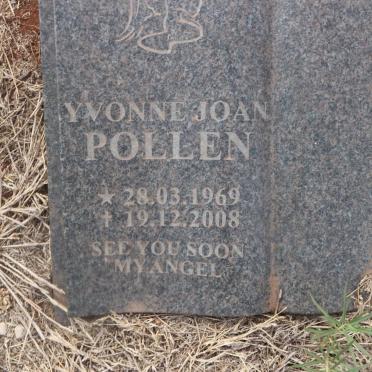 YVONNE JOAN
POLLEN
★ 28.03.1969
✝ 19.12.2008
SEE YOU SOON
MY ANGEL